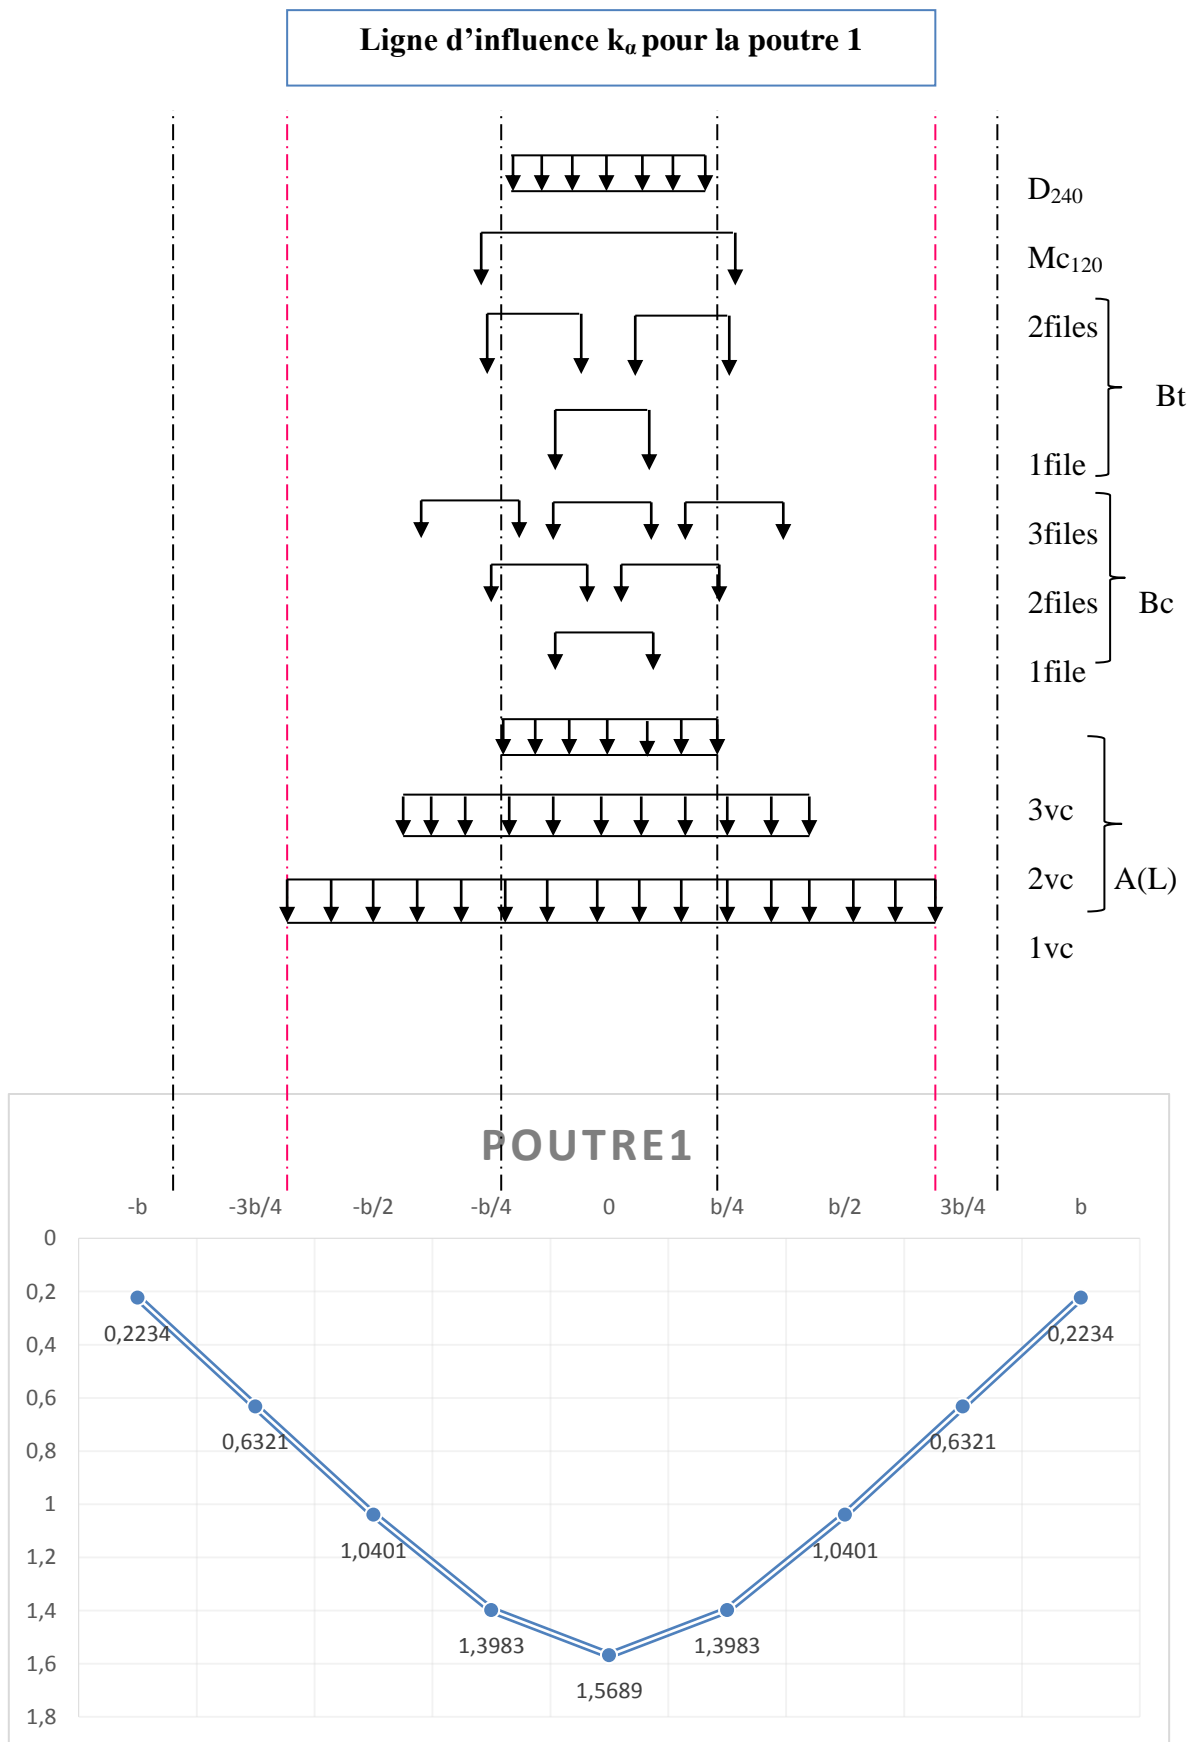 Ligne d’influence kα pour la poutre 1
D240
Mc120
2files
Bt
1file
3files
2files
Bc
1file
3vc
2vc
A(L)
1vc
POUTRE1
-b -3b/4 -b/2 -b/4 0 b/4 b/2 3b/4 b
0
0,2
0,2234 0,2234
0,4
0,6
0,6321 0,6321
0,8
1
1,0401 1,0401
1,2
1,4
1,3983 1,3983
1,6
1,5689
1,8